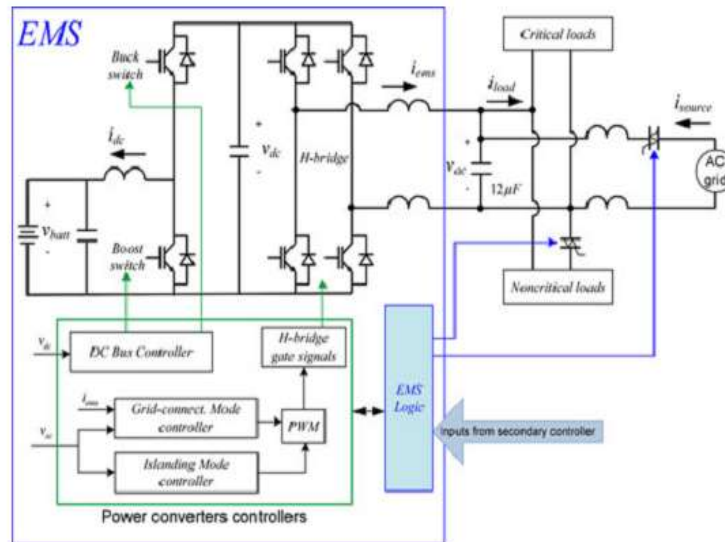 EMS
Buck
switch
i_dc
v_batt
+
-
Boost
switch
+
v_dc
-
H-bridge
i_ems
i_load
Critical loads
i_source
AC
grid
+
v_ac
-
12µF
Noncritical loads
v_dc
DC Bus Controller
H-bridge
gate signals
i_ems
Grid-connect. Mode
controller
v_ac
PWM
Islanding Mode
controller
EMS
Logic
Inputs from secondary controller
Power converters controllers